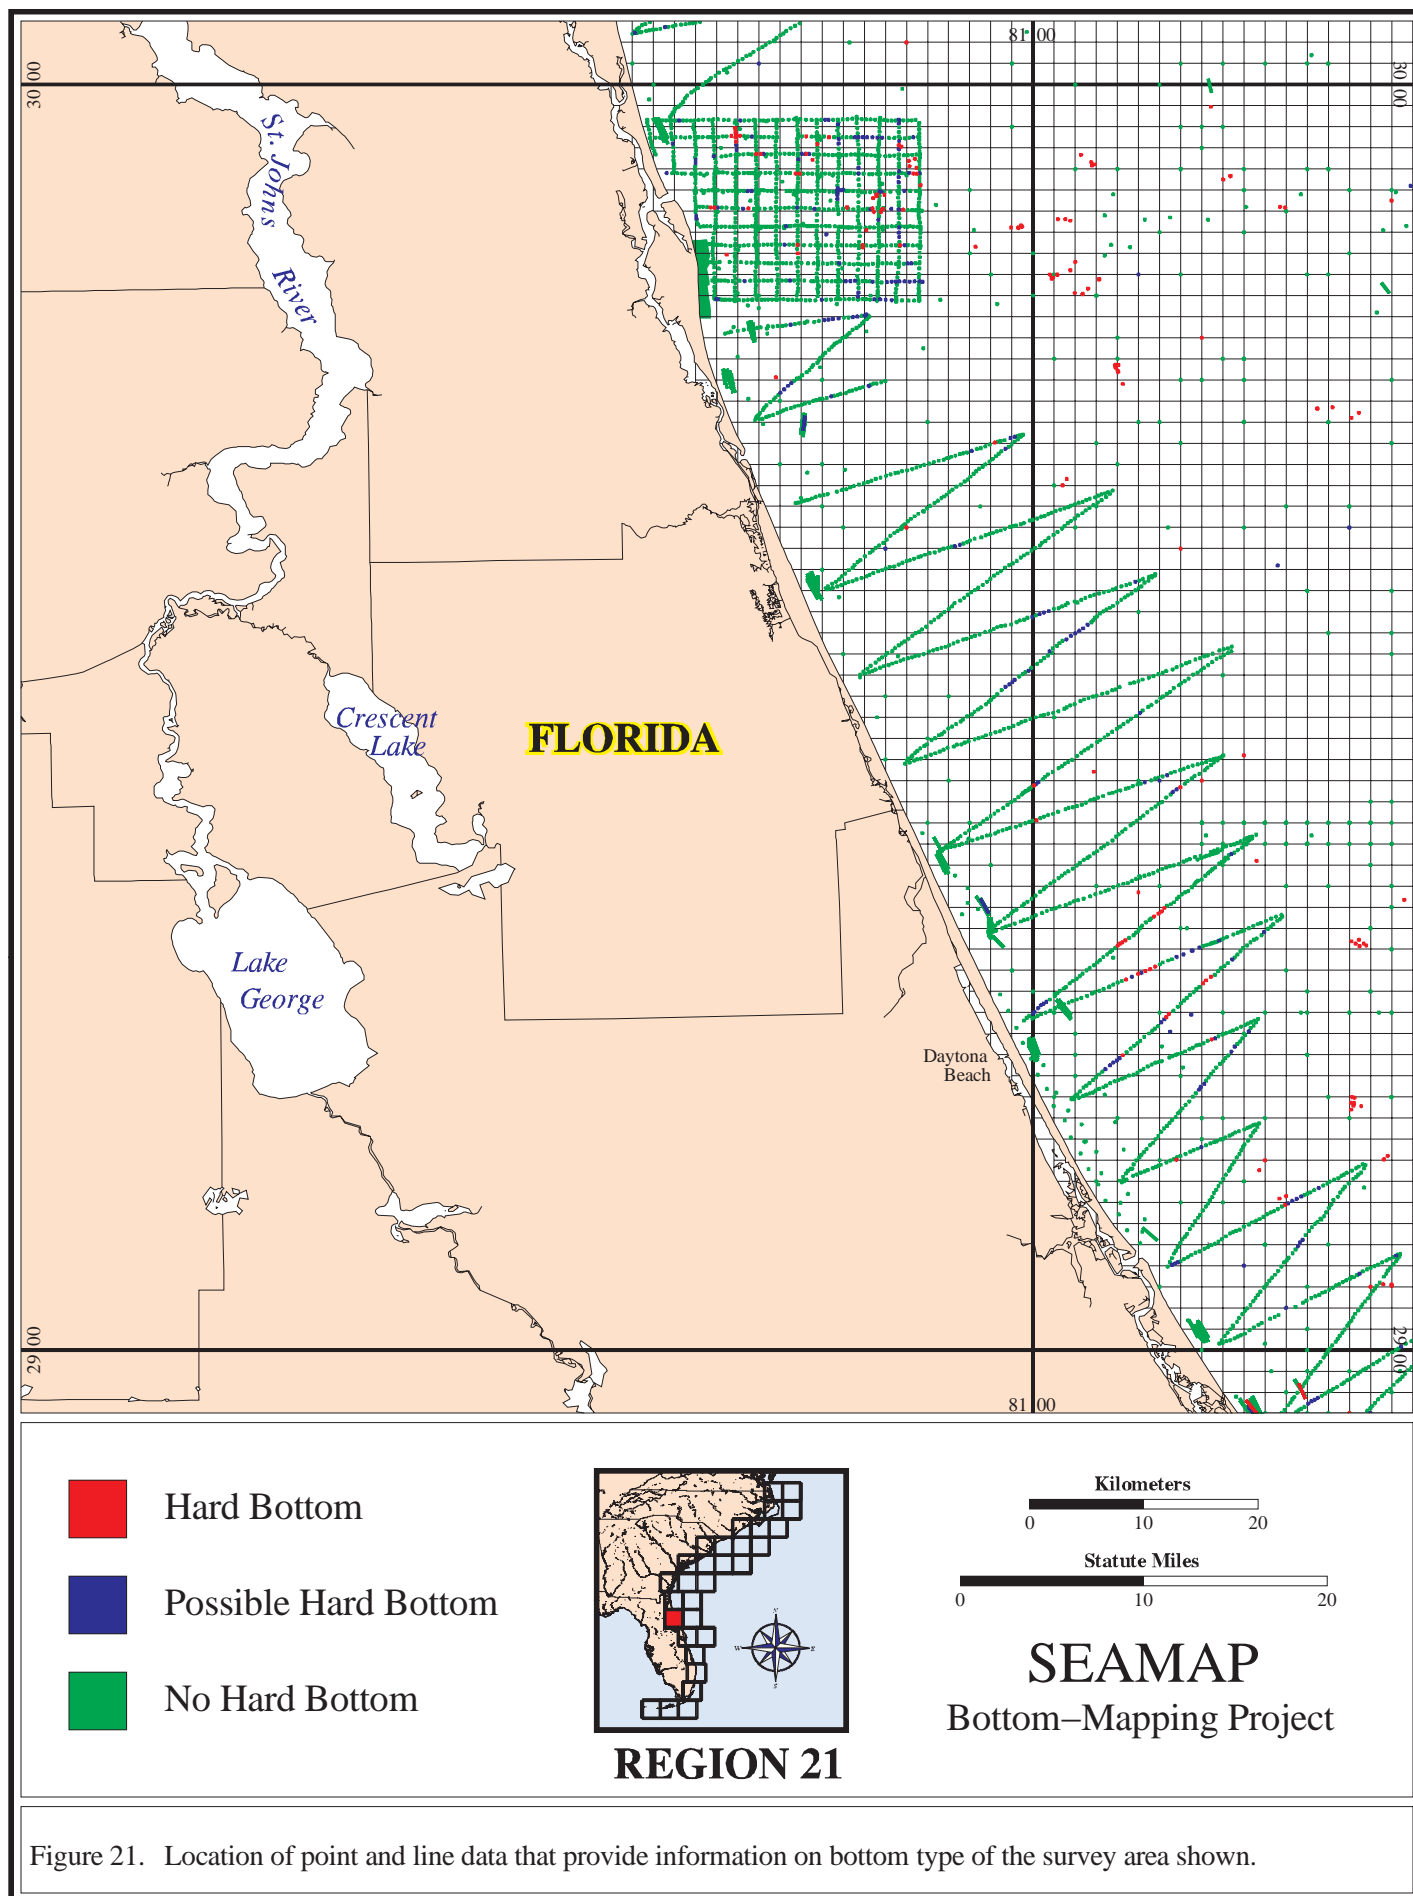 81 00
30 00
30 00
St. Johns
River
Crescent
Lake
FLORIDA
Lake
George
Daytona
Beach
29 00
29 00
81 00
Hard Bottom
Possible Hard Bottom
No Hard Bottom
N
W
E
S
REGION 21
Kilometers
0 10 20
Statute Miles
0 10 20
SEAMAP
Bottom−Mapping Project
Figure 21. Location of point and line data that provide information on bottom type of the survey area shown.